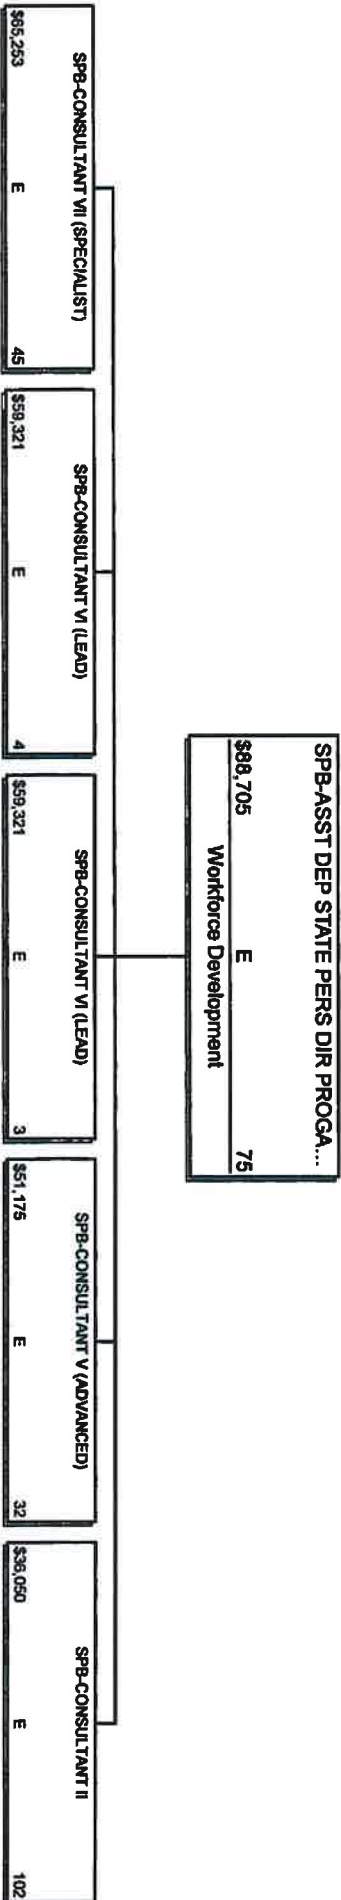 SPB-ASST DEP STATE PERS DIR PROGA...
$88,705 E 75
Workforce Development
SPB-CONSULTANT VII (SPECIALIST)
$65,253 E 45
SPB-CONSULTANT VI (LEAD)
$59,321 E 4
SPB-CONSULTANT VI (LEAD)
$59,321 E 3
SPB-CONSULTANT V (ADVANCED)
$51,175 E 32
SPB-CONSULTANT II
$36,050 E 102